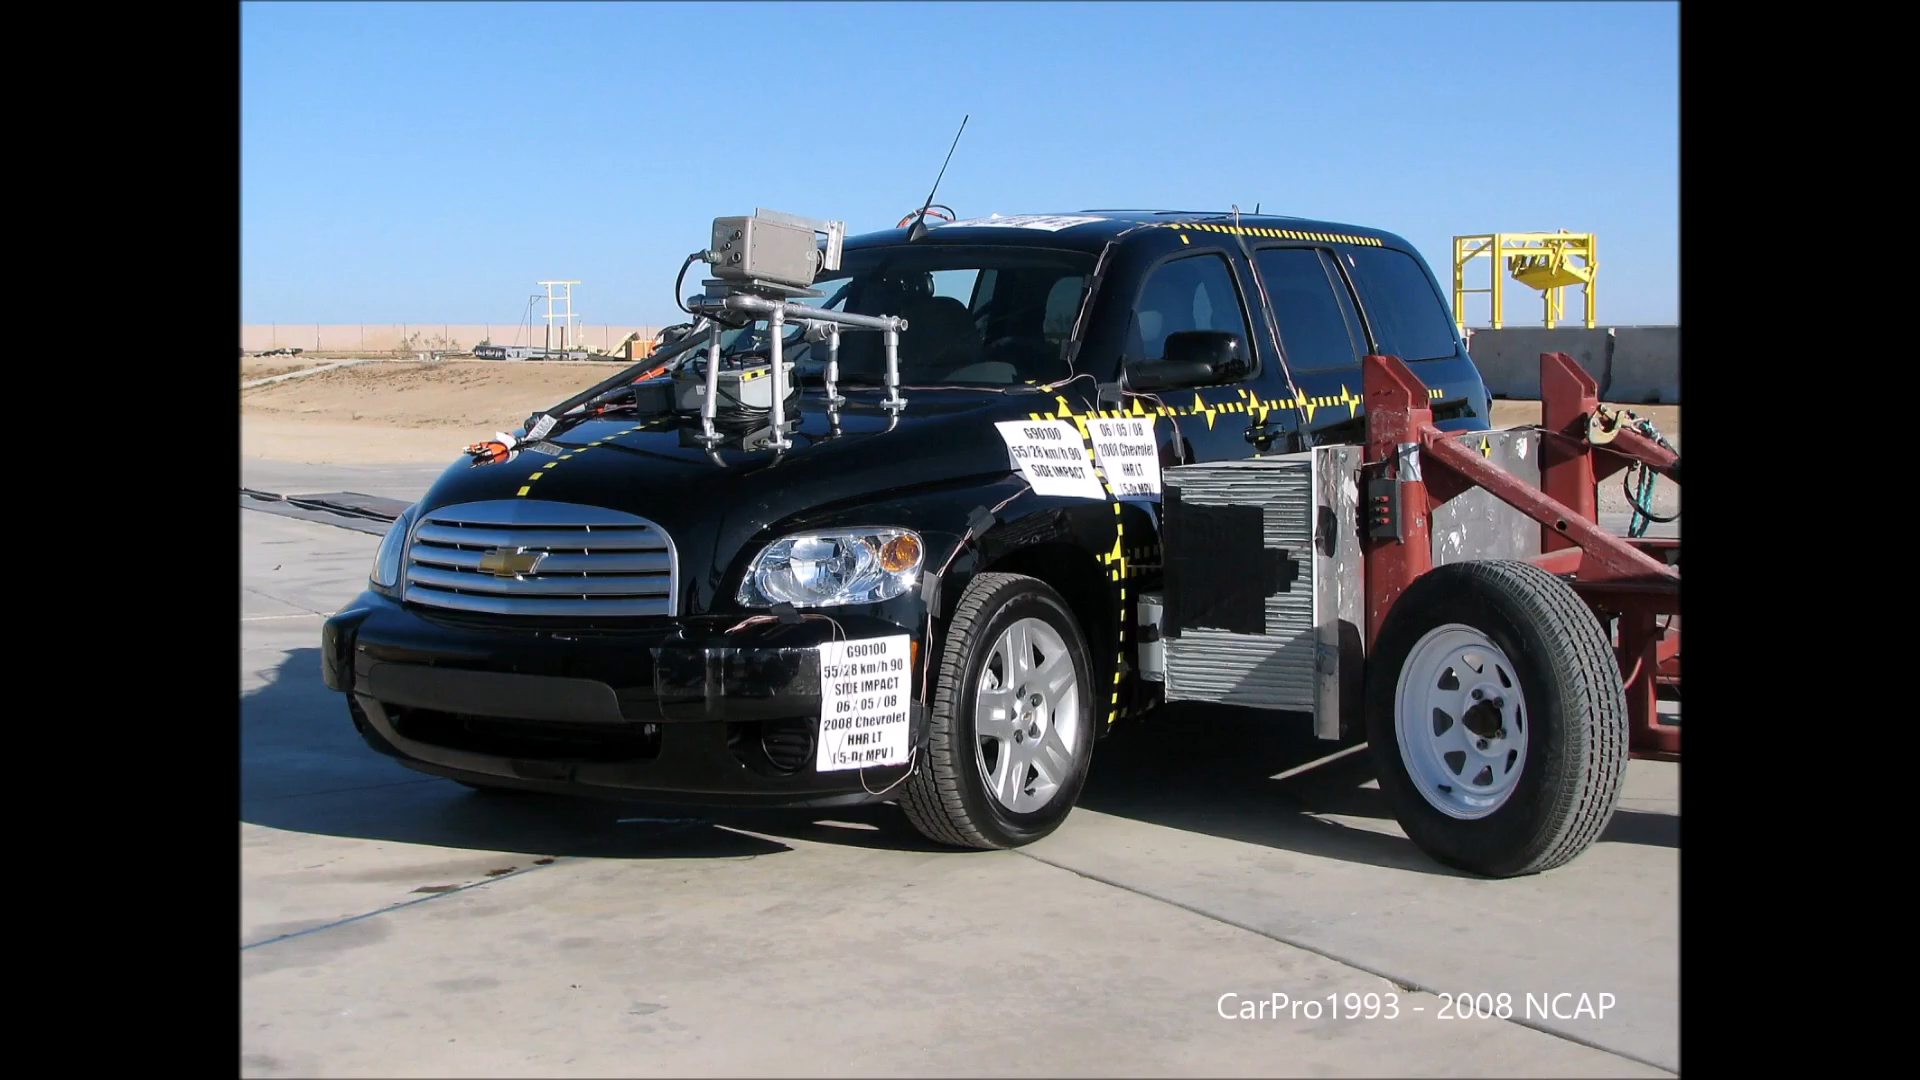 G90100
55/28 km/h 90
SIDE IMPACT
06/05/08
2008 Chevrolet
HHR LT
(5-Dr MPV)
G90100
55/28 km/h 90
SIDE IMPACT
06/05/08
2008 Chevrolet
HHR LT
(5-Dr MPV)
CarPro1993 - 2008 NCAP